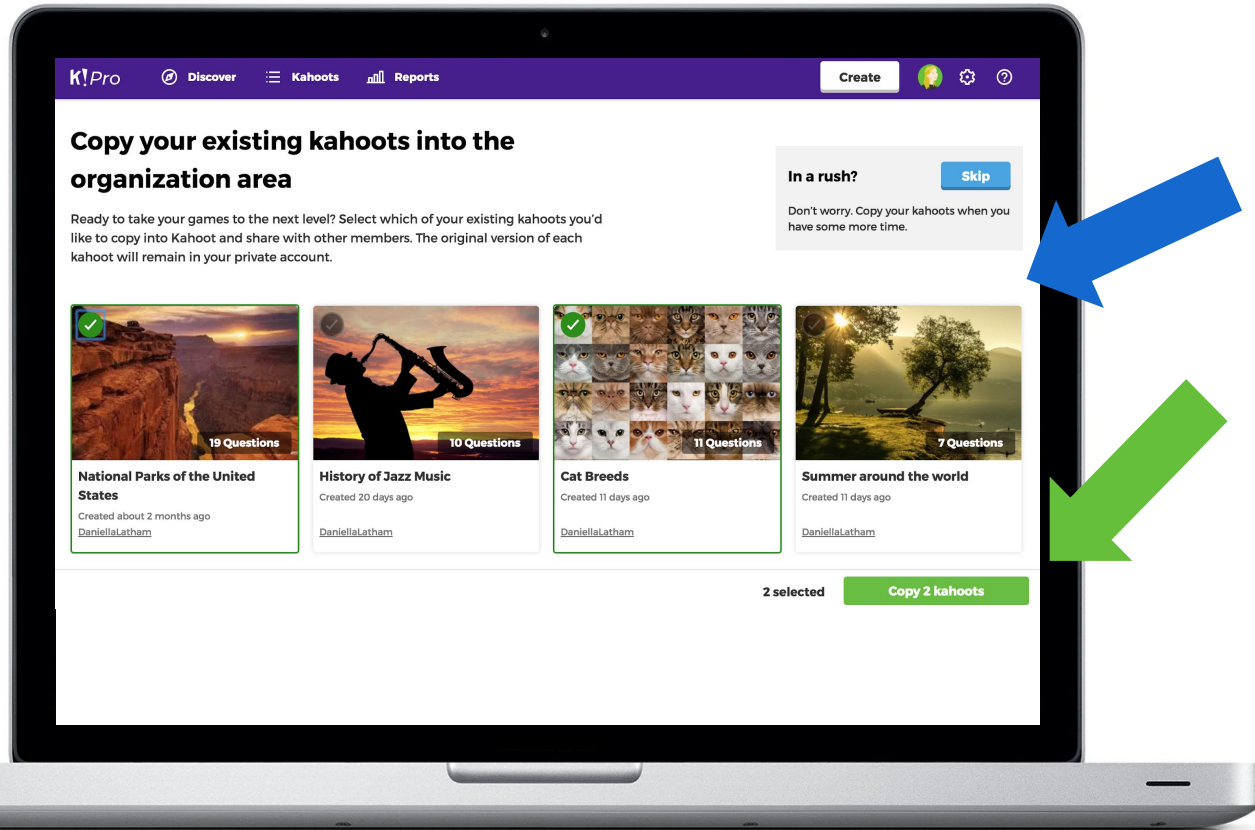 K! Pro Discover Kahoots Reports Create
Copy your existing kahoots into the
organization area
Ready to take your games to the next level? Select which of your existing kahoots you'd
like to copy into Kahoot and share with other members. The original version of each
kahoot will remain in your private account.
In a rush? Skip
Don't worry. Copy your kahoots when you
have some more time.
19 Questions
National Parks of the United
States
Created about 2 months ago
DaniellaLatham
10 Questions
History of Jazz Music
Created 20 days ago
DaniellaLatham
11 Questions
Cat Breeds
Created 11 days ago
DaniellaLatham
7 Questions
Summer around the world
Created 11 days ago
DaniellaLatham
2 selected Copy 2 kahoots